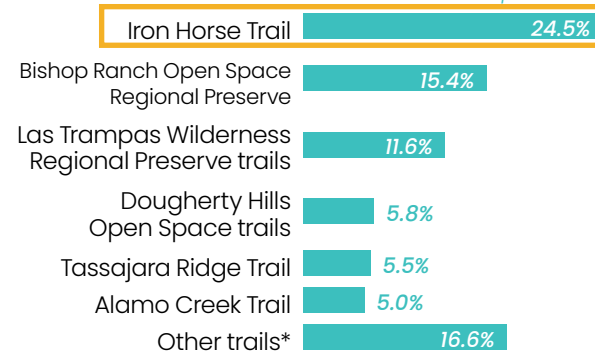 Iron Horse Trail 24.5%
Bishop Ranch Open Space
Regional Preserve
15.4%
Las Trampas Wilderness
Regional Preserve trails
11.6%
Dougherty Hills
Open Space trails
5.8%
Tassajara Ridge Trail 5.5%
Alamo Creek Trail 5.0%
Other trails* 16.6%